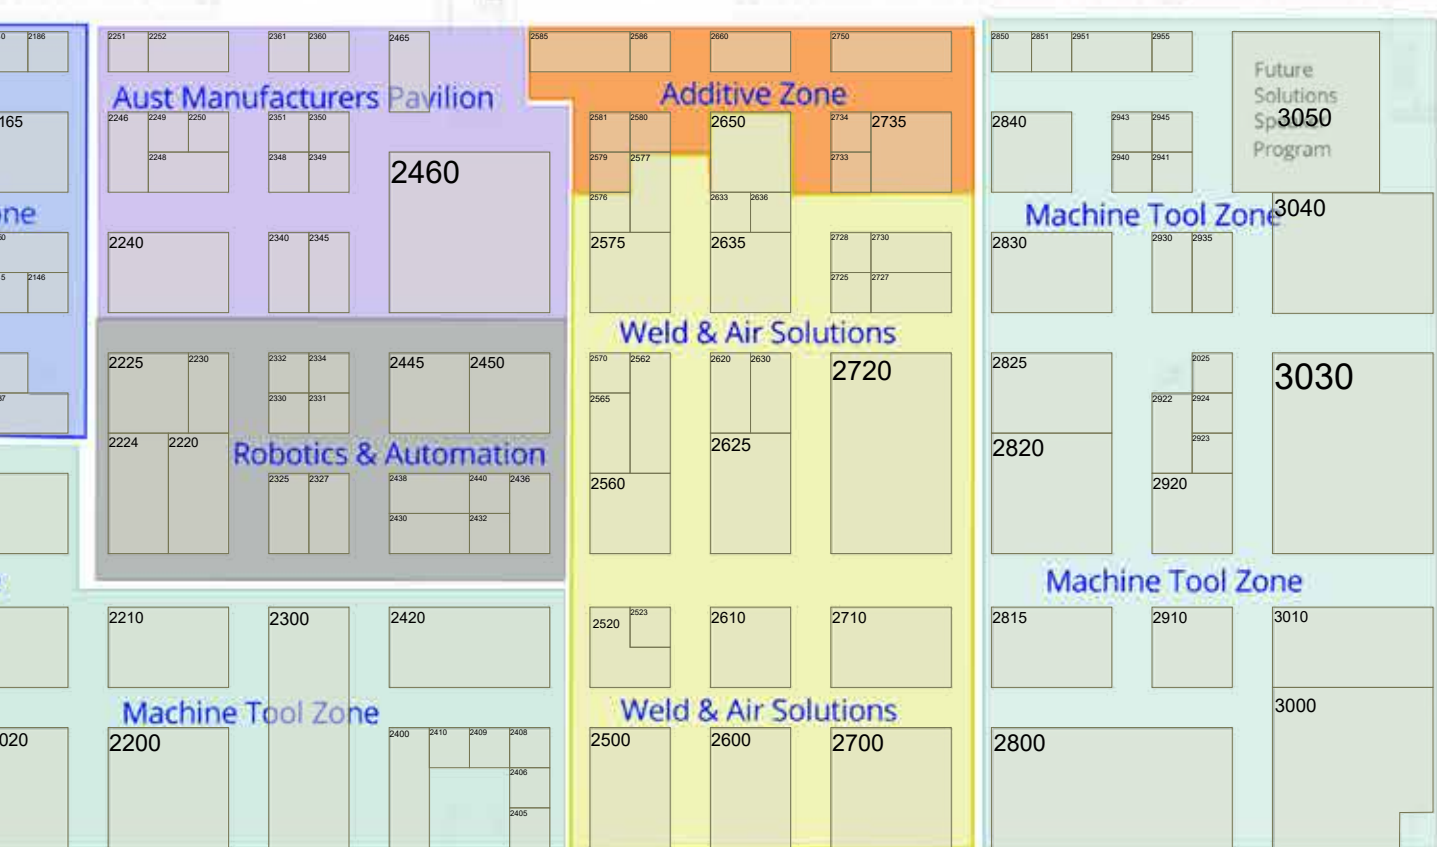 0 2186 2251 2252 2361 2360 2465 2585 2586 2660 2750 2850 2851 2951 2955
Future
Solutions
Program
3050
Aust Manufacturers Pavilion
Additive Zone
165 2246 2249 2250 2351 2350 2581 2580 2650 2734 2735 2840 2943 2945
2248 2348 2349 2460 2579 2577 2733 2940 2941
2576 2633 2636 3040
one Machine Tool Zone
2240 2340 2345 2575 2635 2728 2730 2830 2930 2935
5 2146 2725 2727
Weld & Air Solutions
2225 2230 2332 2334 2445 2450 2570 2562 2620 2630 2720 2825 2025 3030
37 2330 2331 2565 2922 2924
2224 2220 2625 2820 2923
Robotics & Automation
2325 2327 2438 2440 2436 2560 2920
2430 2432
Machine Tool Zone
2210 2300 2420 2520 2523 2610 2710 2815 2910 3010
Machine Tool Zone
Weld & Air Solutions
3000
020 2200 2400 2410 2409 2408 2500 2600 2700 2800
2406
2405